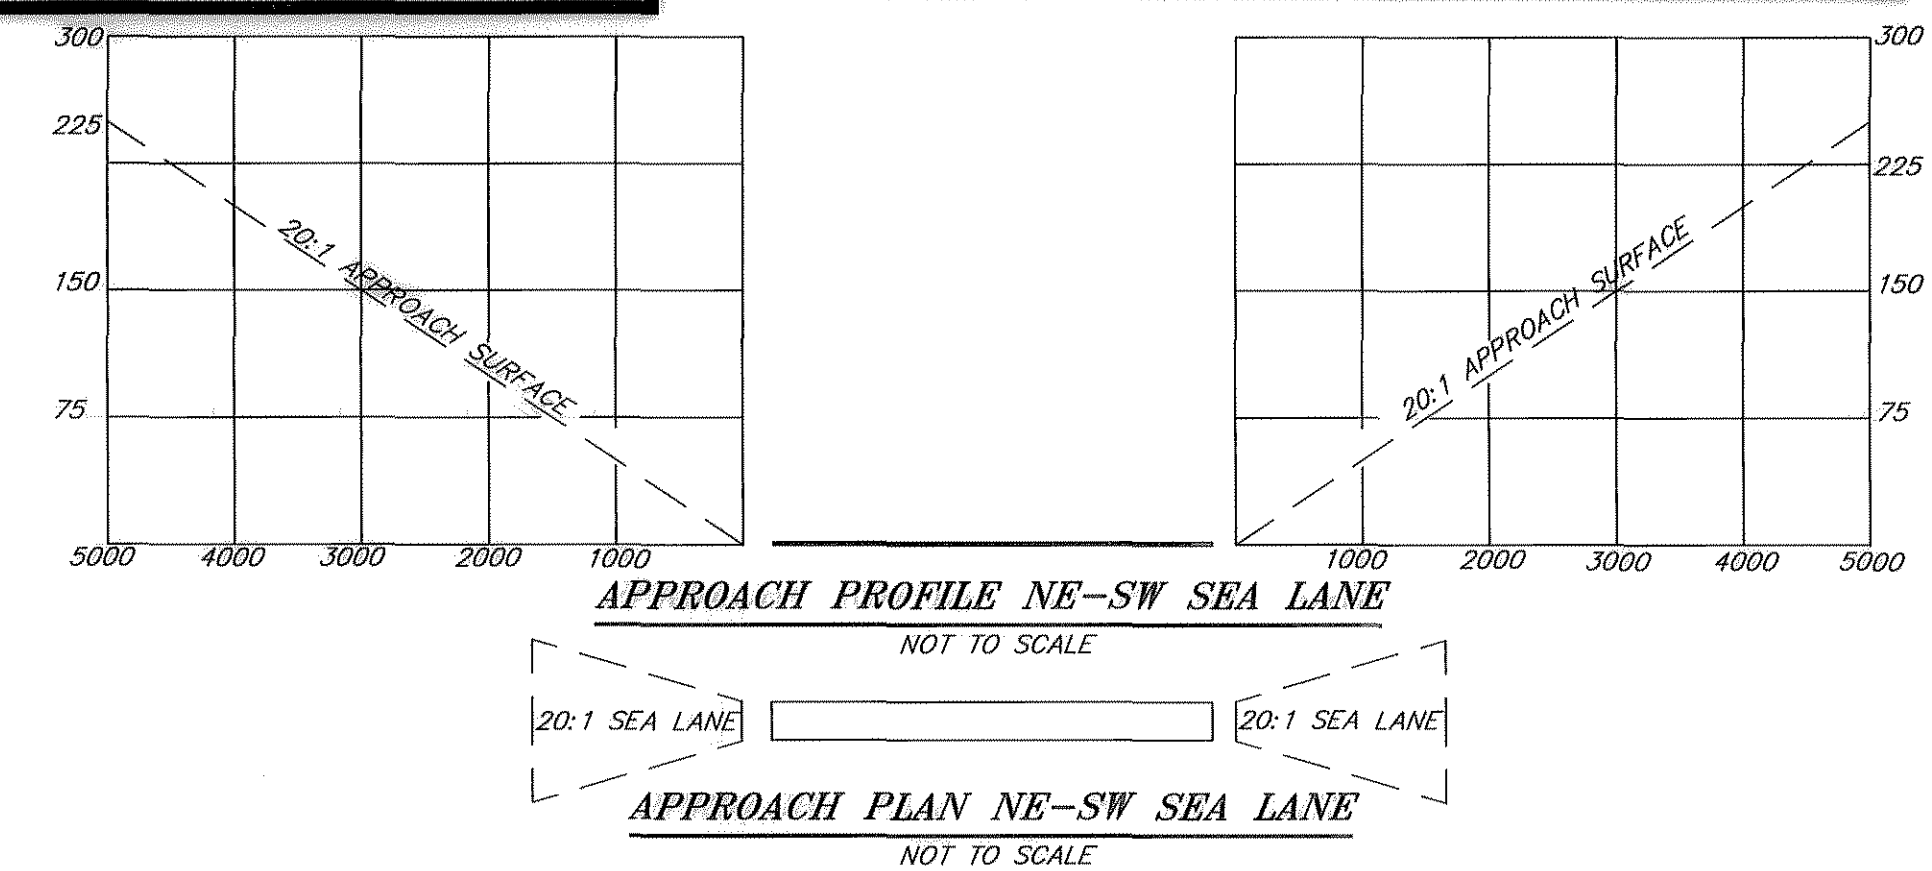 300
225
150
75
5000 4000 3000 2000 1000
20:1 APPROACH SURFACE
300
225
150
75
1000 2000 3000 4000 5000
20:1 APPROACH SURFACE
APPROACH PROFILE NE-SW SEA LANE
NOT TO SCALE
20:1 SEA LANE
20:1 SEA LANE
APPROACH PLAN NE-SW SEA LANE
NOT TO SCALE